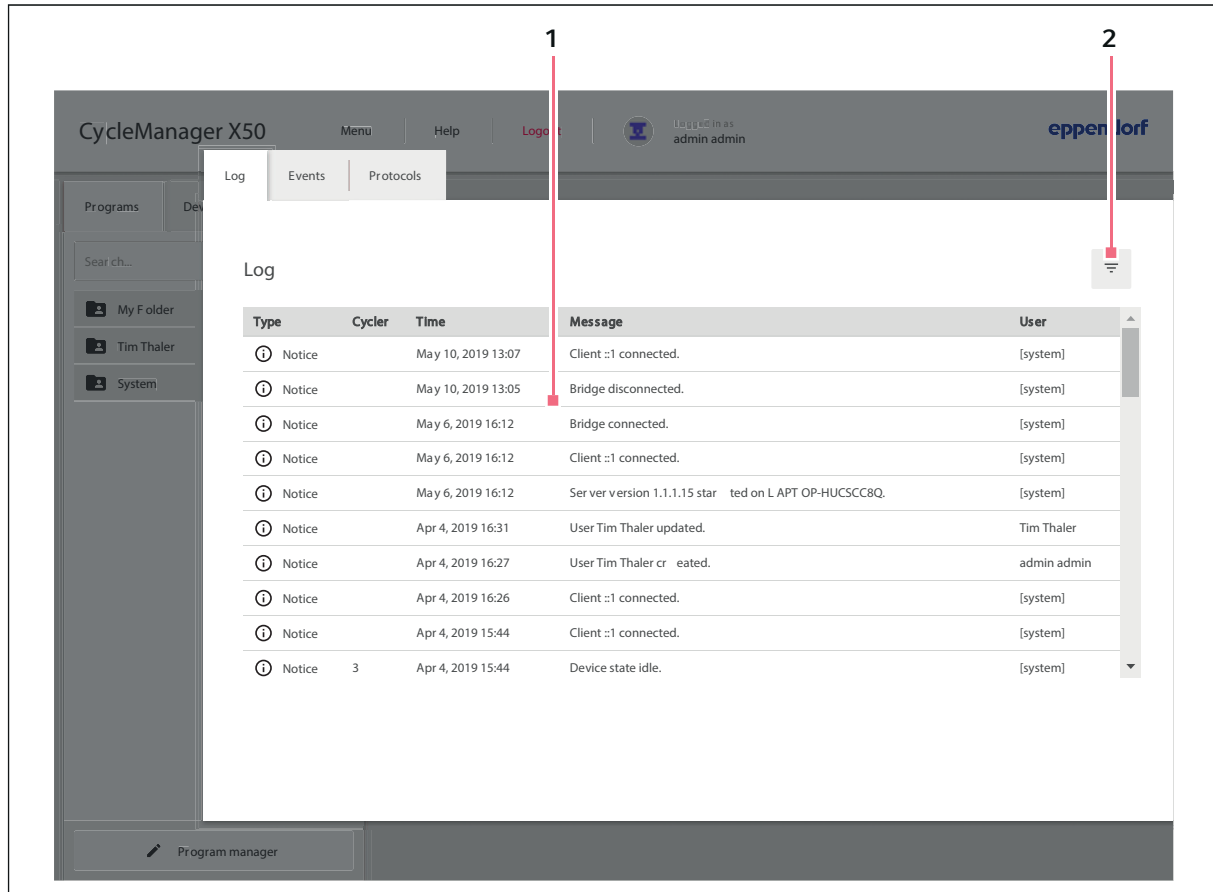 1 2
CycleManager X50 Menu Help Logout Logged in as eppendorf
admin admin
Log Events Protocols
Programs Dev
Search...
Log
My Folder
Tim Thaler
System
Type Cycler Time Message User
Notice May 10, 2019 13:07 Client ::1 connected. [system]
Notice May 10, 2019 13:05 Bridge disconnected. [system]
Notice May 6, 2019 16:12 Bridge connected. [system]
Notice May 6, 2019 16:12 Client ::1 connected. [system]
Notice May 6, 2019 16:12 Ser ver version 1.1.1.15 star ted on L APT OP-HUCSCC8Q. [system]
Notice Apr 4, 2019 16:31 User Tim Thaler updated. Tim Thaler
Notice Apr 4, 2019 16:27 User Tim Thaler cr eated. admin admin
Notice Apr 4, 2019 16:26 Client ::1 connected. [system]
Notice Apr 4, 2019 15:44 Client ::1 connected. [system]
Notice 3 Apr 4, 2019 15:44 Device state idle. [system]
Program manager